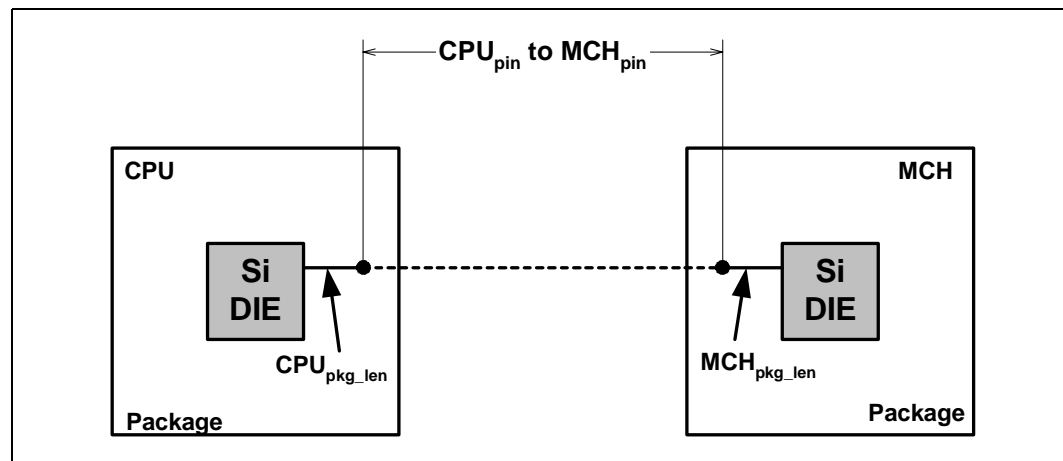 CPUpin to MCHpin
CPU
MCH
Si
DIE
Si
DIE
CPUpkg_len
MCHpkg_len
Package
Package